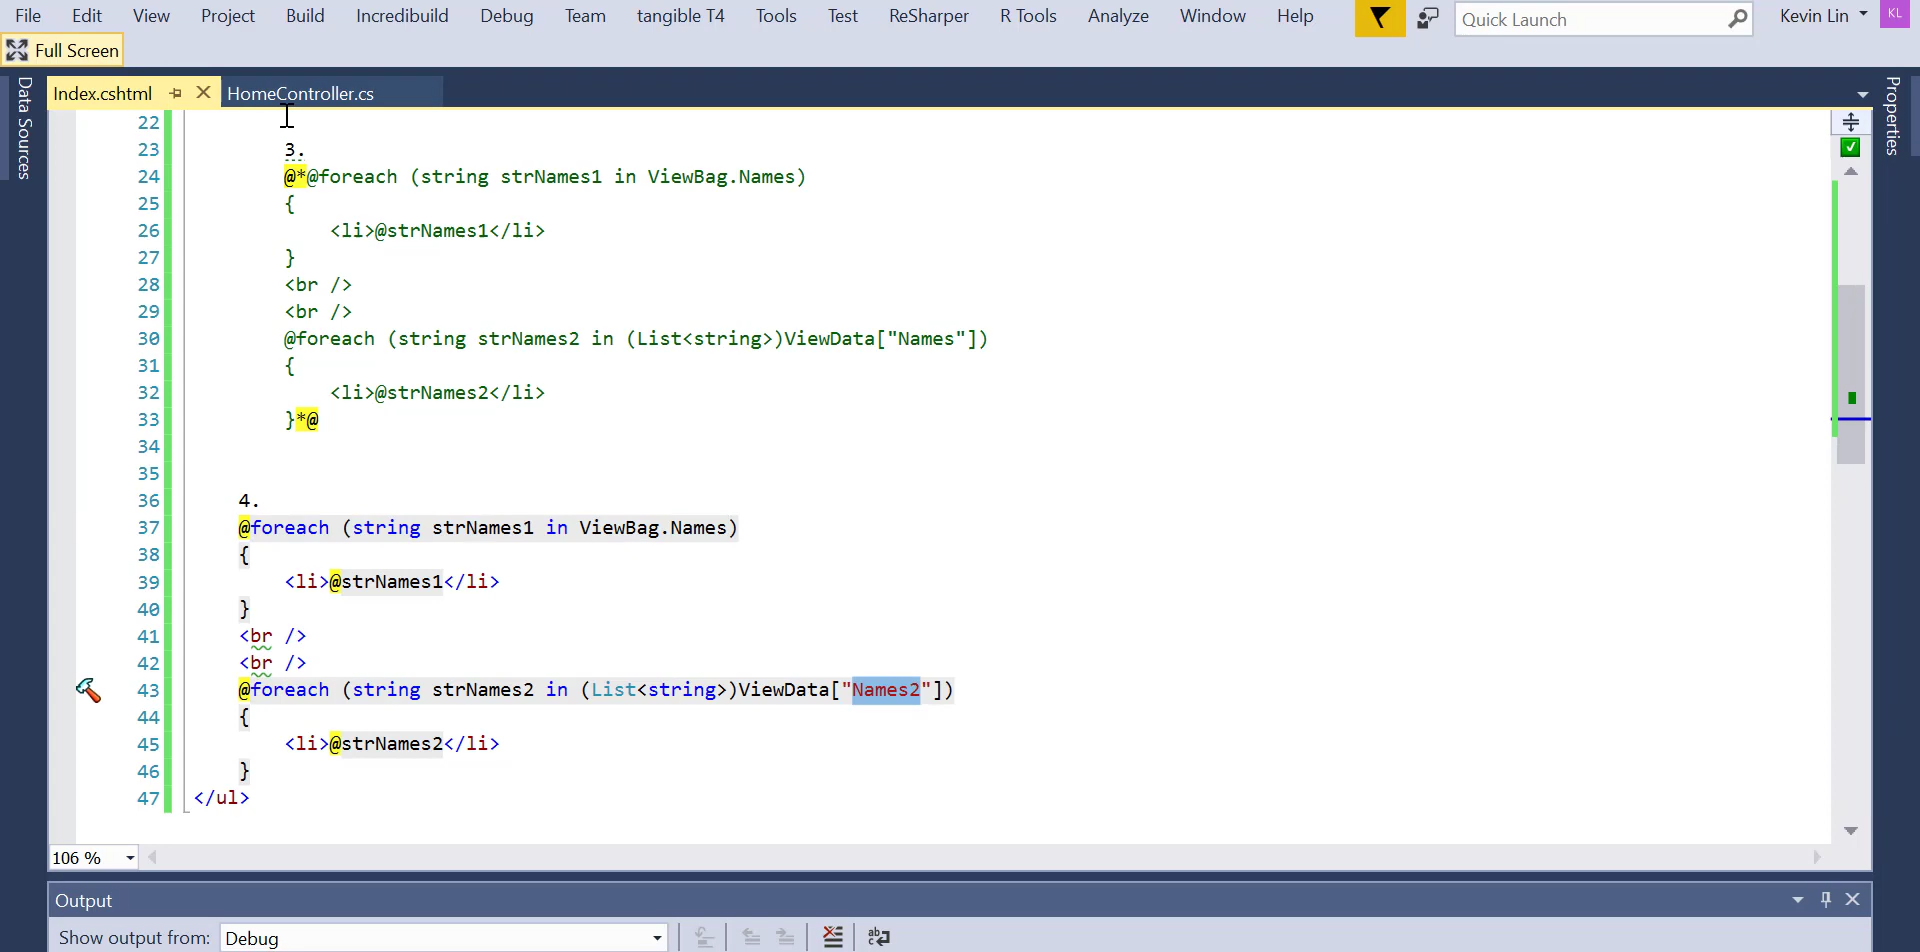 File Edit View Project Build Incredibuild Debug Team tangible T4 Tools Test ReSharper R Tools Analyze Window Help Quick Launch Kevin Lin KL
Full Screen
Data Sources
Index.cshtml HomeController.cs
Properties
22
23 3.
24 @*@foreach (string strNames1 in ViewBag.Names)
25 {
26 <li>@strNames1</li>
27 }
28 <br />
29 <br />
30 @foreach (string strNames2 in (List<string>)ViewData["Names"])
31 {
32 <li>@strNames2</li>
33 }*@
34
35
36 4.
37 @foreach (string strNames1 in ViewBag.Names)
38 {
39 <li>@strNames1</li>
40 }
41 <br />
42 <br />
43 @foreach (string strNames2 in (List<string>)ViewData["Names2"])
44 {
45 <li>@strNames2</li>
46 }
47 </ul>
106 %
Output
Show output from: Debug